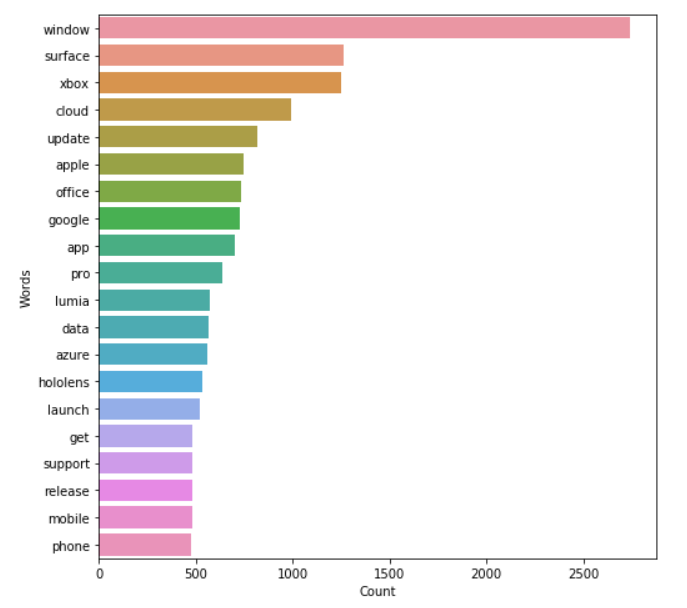 window
surface
xbox
cloud
update
apple
office
google
app
pro
lumia
data
azure
hololens
launch
get
support
release
mobile
phone
Words
0 500 1000 1500 2000 2500
Count